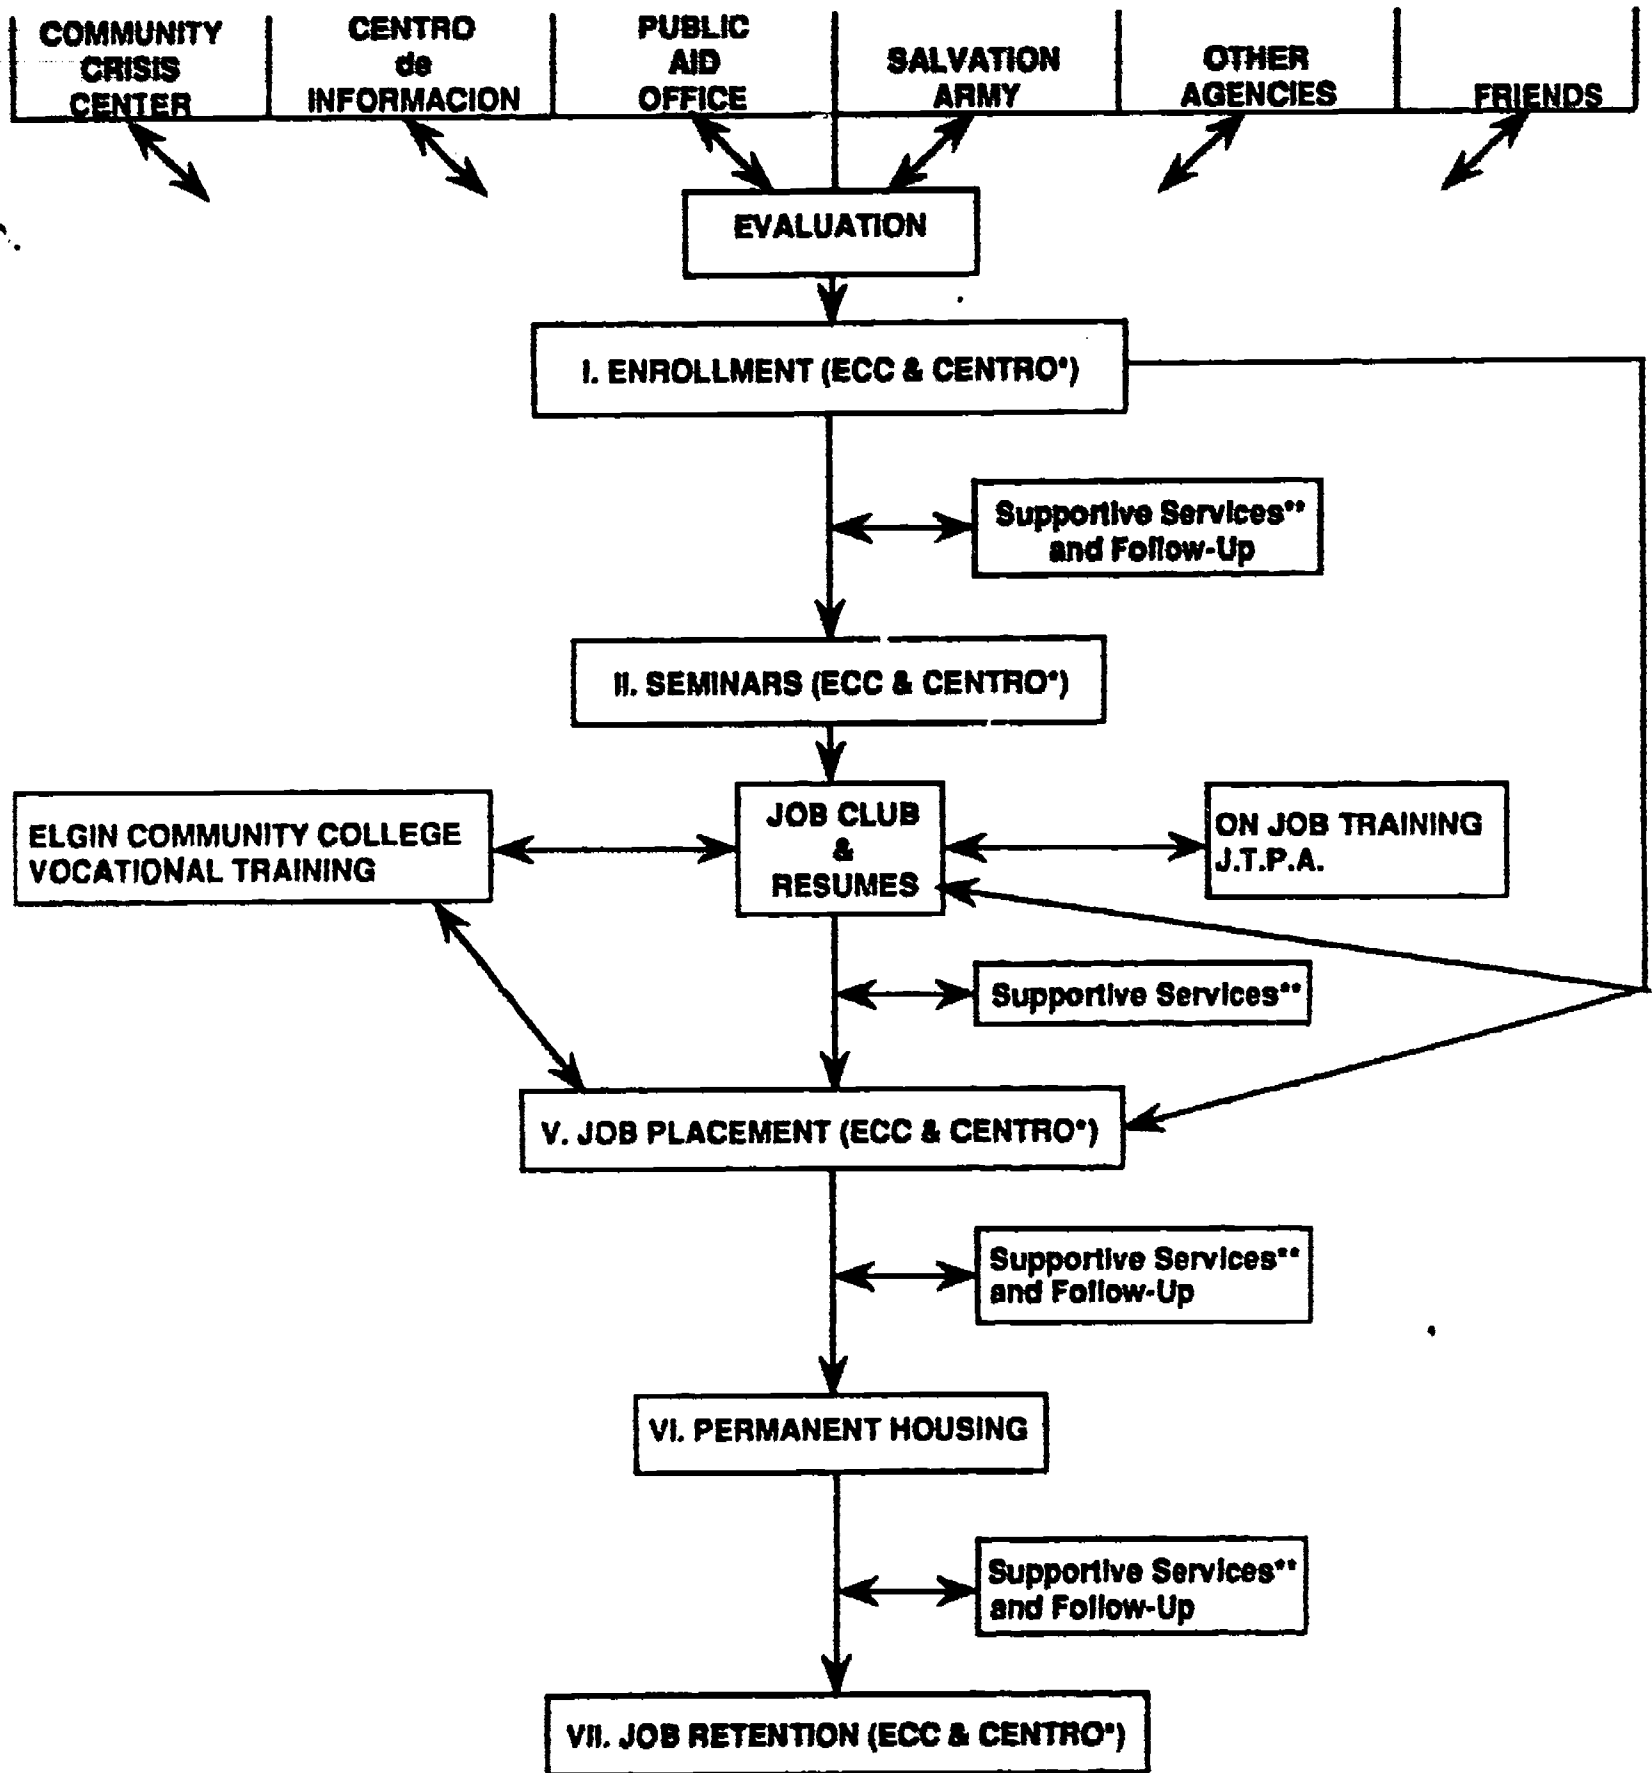 COMMUNITY
CRISIS
CENTER
CENTRO
de
INFORMACION
PUBLIC
AID
OFFICE
SALVATION
ARMY
OTHER
AGENCIES
FRIENDS
EVALUATION
I. ENROLLMENT (ECC & CENTRO*)
Supportive Services**
and Follow-Up
II. SEMINARS (ECC & CENTRO*)
ELGIN COMMUNITY COLLEGE
VOCATIONAL TRAINING
JOB CLUB
&
RESUMES
ON JOB TRAINING
J.T.P.A.
Supportive Services**
V. JOB PLACEMENT (ECC & CENTRO*)
Supportive Services**
and Follow-Up
VI. PERMANENT HOUSING
Supportive Services**
and Follow-Up
VII. JOB RETENTION (ECC & CENTRO*)